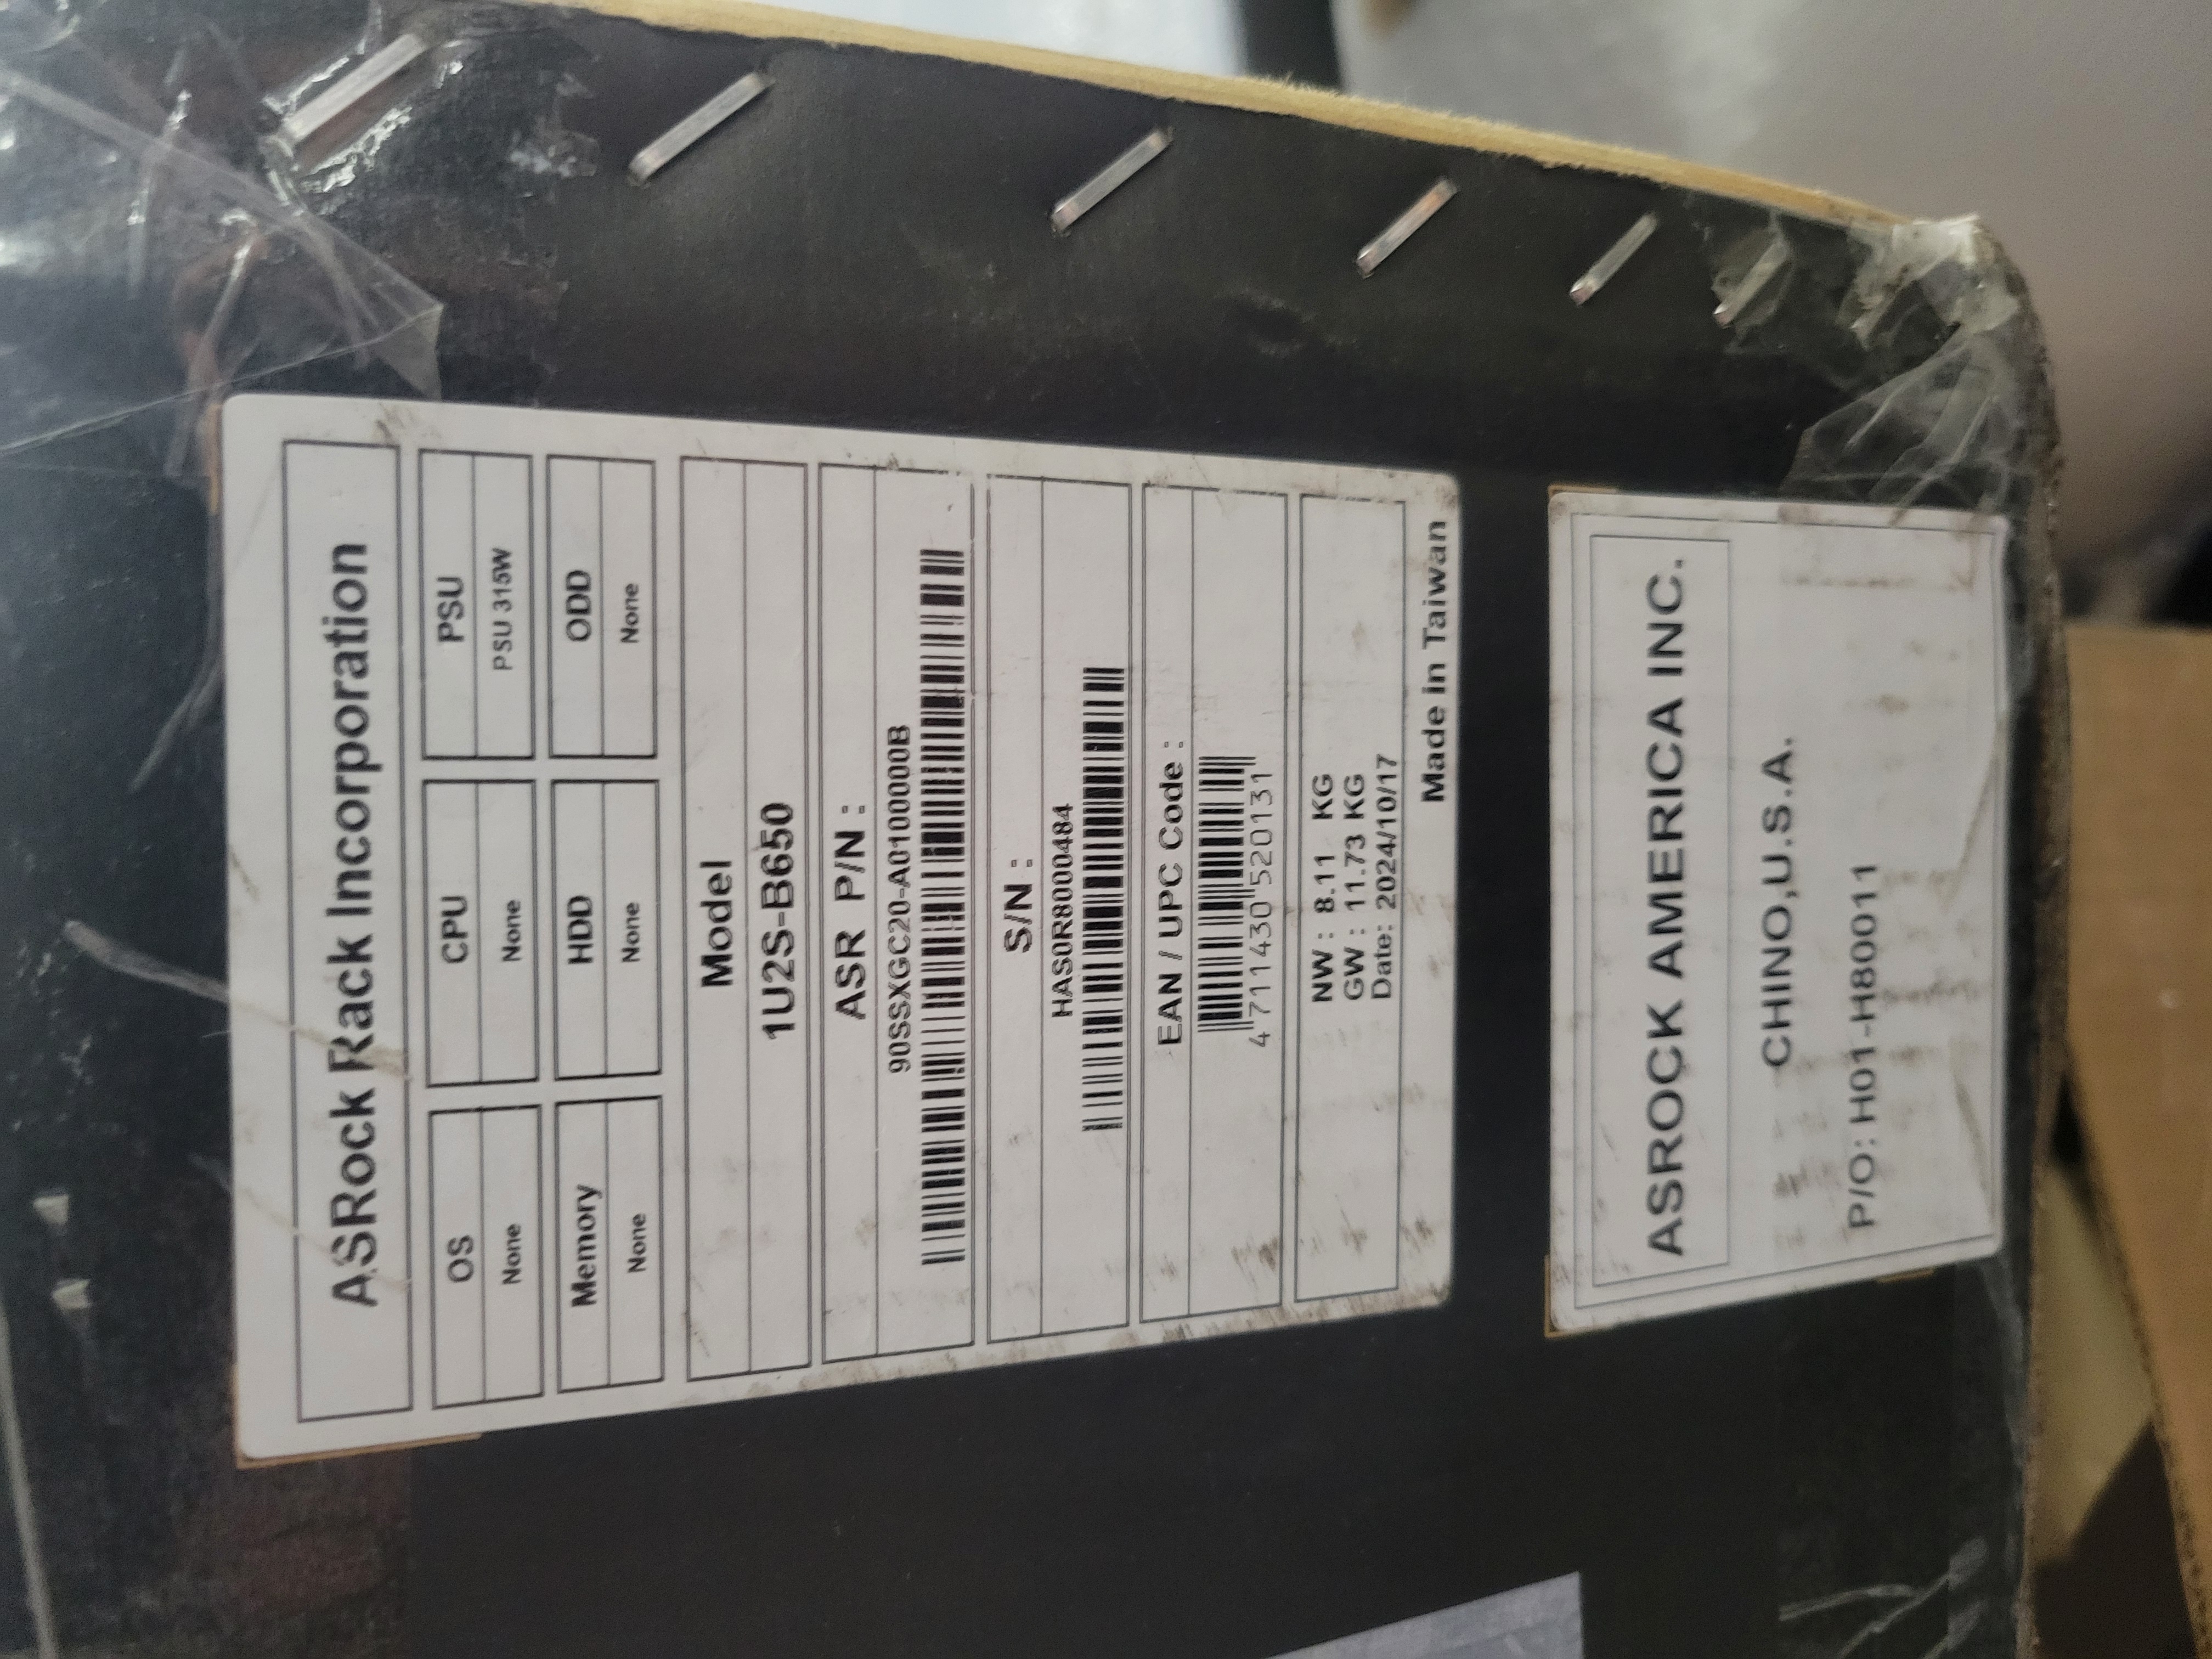 ASRock Rack Incorporation
OS
None
CPU
None
PSU
PSU 315W
Memory
None
HDD
None
ODD
None
Model
1U2S-B650
ASR P/N :
90SSXGC20-A0100000B
S/N :
HAS0R8000484
EAN / UPC Code :
4 711430 520131
NW : 8.11 KG
GW : 11.73 KG
Date: 2024/10/17
Made in Taiwan
ASROCK AMERICA INC.
CHINO,U.S.A.
P/O: H01-H80011